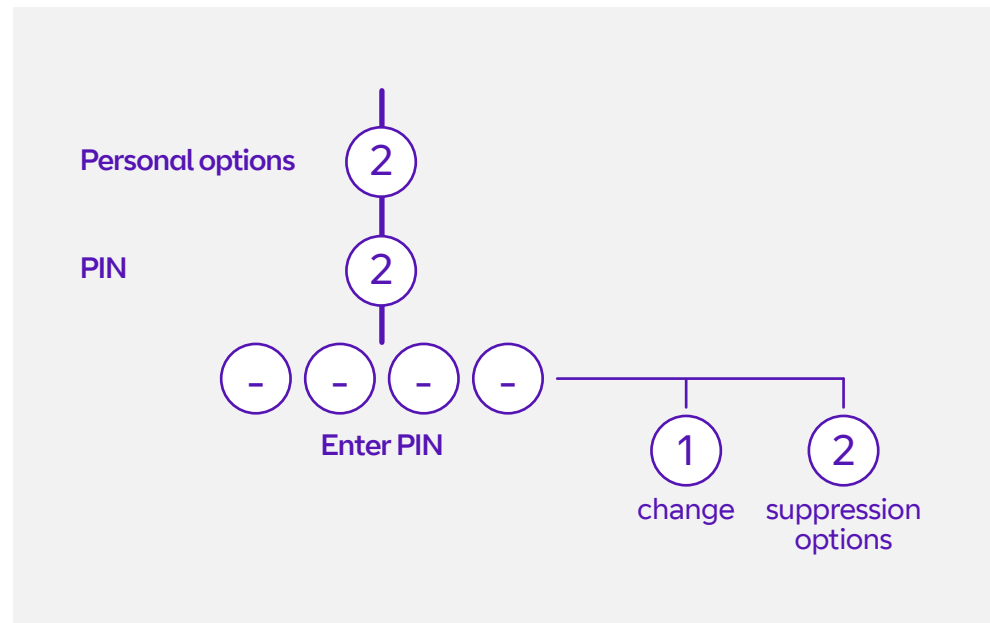 Personal options 2
PIN 2
- - - -
Enter PIN
1 2
change suppression
options